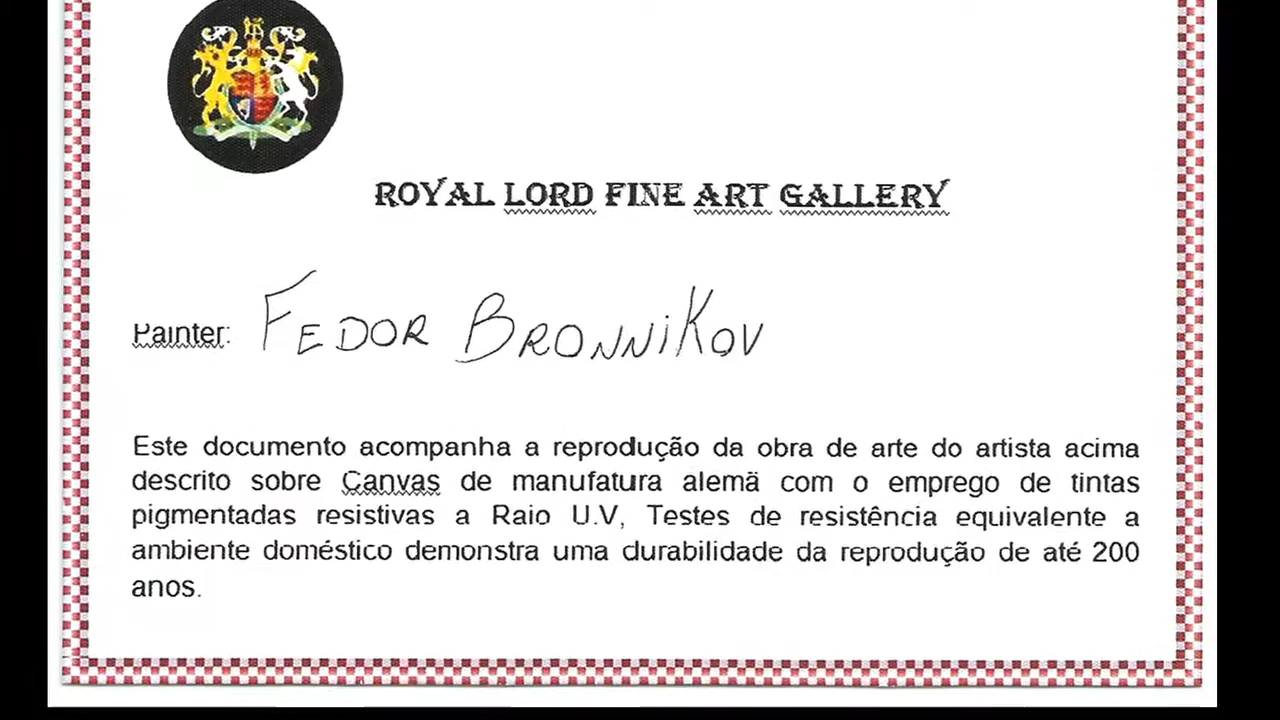 ROYAL LORD FINE ART GALLERY
Painter: FEDOR BRONNIKOV
Este documento acompanha a reprodução da obra de arte do artista acima
descrito sobre Canvas de manufatura alemã com o emprego de tintas
pigmentadas resistivas a Raio U.V, Testes de resistência equivalente a
ambiente doméstico demonstra uma durabilidade da reprodução de até 200
anos.